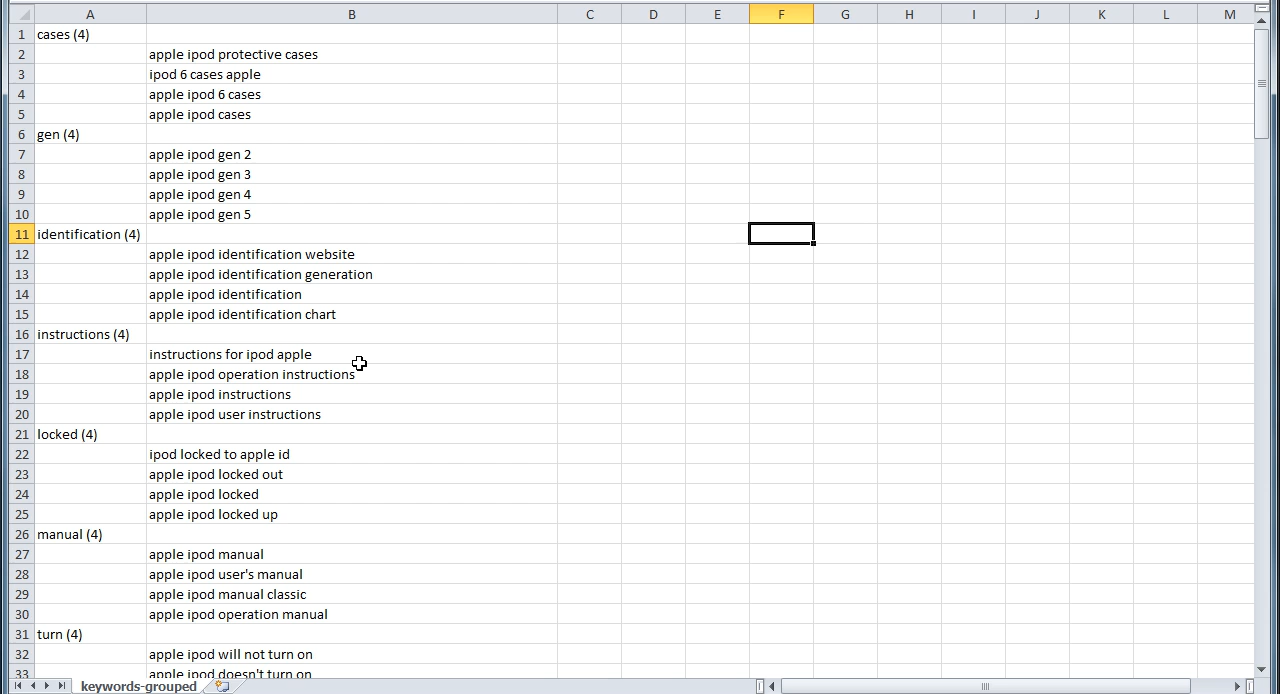 A B C D E F G H I J K L M
1 cases (4)
2 apple ipod protective cases
3 ipod 6 cases apple
4 apple ipod 6 cases
5 apple ipod cases
6 gen (4)
7 apple ipod gen 2
8 apple ipod gen 3
9 apple ipod gen 4
10 apple ipod gen 5
11 identification (4)
12 apple ipod identification website
13 apple ipod identification generation
14 apple ipod identification
15 apple ipod identification chart
16 instructions (4)
17 instructions for ipod apple
18 apple ipod operation instructions
19 apple ipod instructions
20 apple ipod user instructions
21 locked (4)
22 ipod locked to apple id
23 apple ipod locked out
24 apple ipod locked
25 apple ipod locked up
26 manual (4)
27 apple ipod manual
28 apple ipod user's manual
29 apple ipod manual classic
30 apple ipod operation manual
31 turn (4)
32 apple ipod will not turn on
33 apple ipod doesn't turn on
keywords-grouped